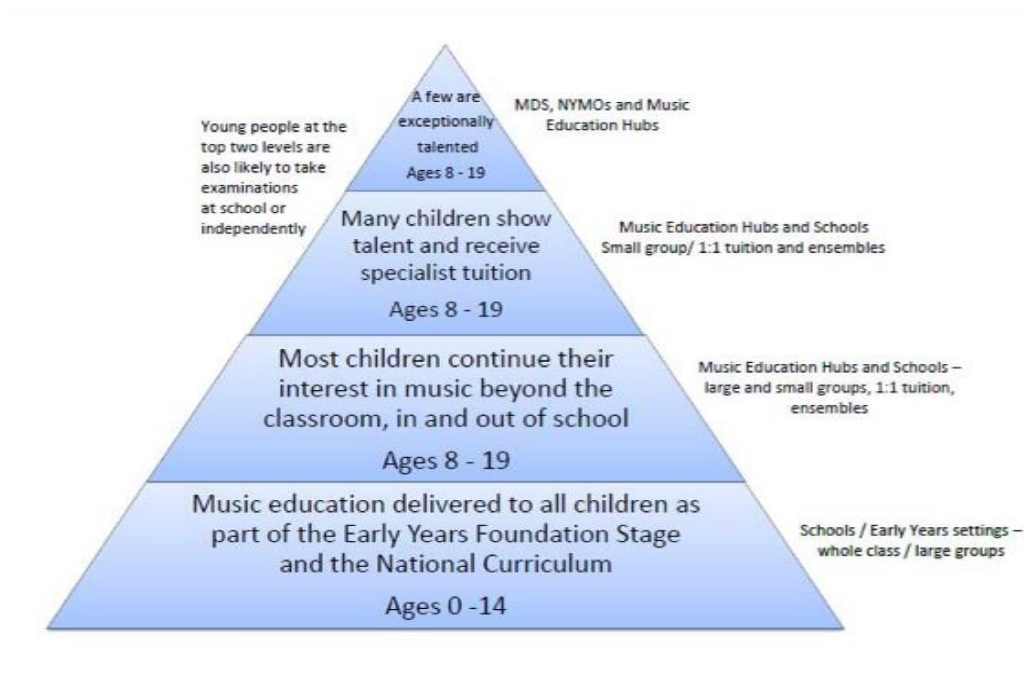 A few are
exceptionally
talented
Ages 8 - 19
MDS, NYMOs and Music
Education Hubs
Young people at the
top two levels are
also likely to take
examinations
at school or
independently
Many children show
talent and receive
specialist tuition
Ages 8 - 19
Music Education Hubs and Schools
Small group/ 1:1 tuition and ensembles
Most children continue their
interest in music beyond the
classroom, in and out of school
Ages 8 - 19
Music Education Hubs and Schools –
large and small groups, 1:1 tuition,
ensembles
Music education delivered to all children as
part of the Early Years Foundation Stage
and the National Curriculum
Ages 0 -14
Schools / Early Years settings –
whole class / large groups